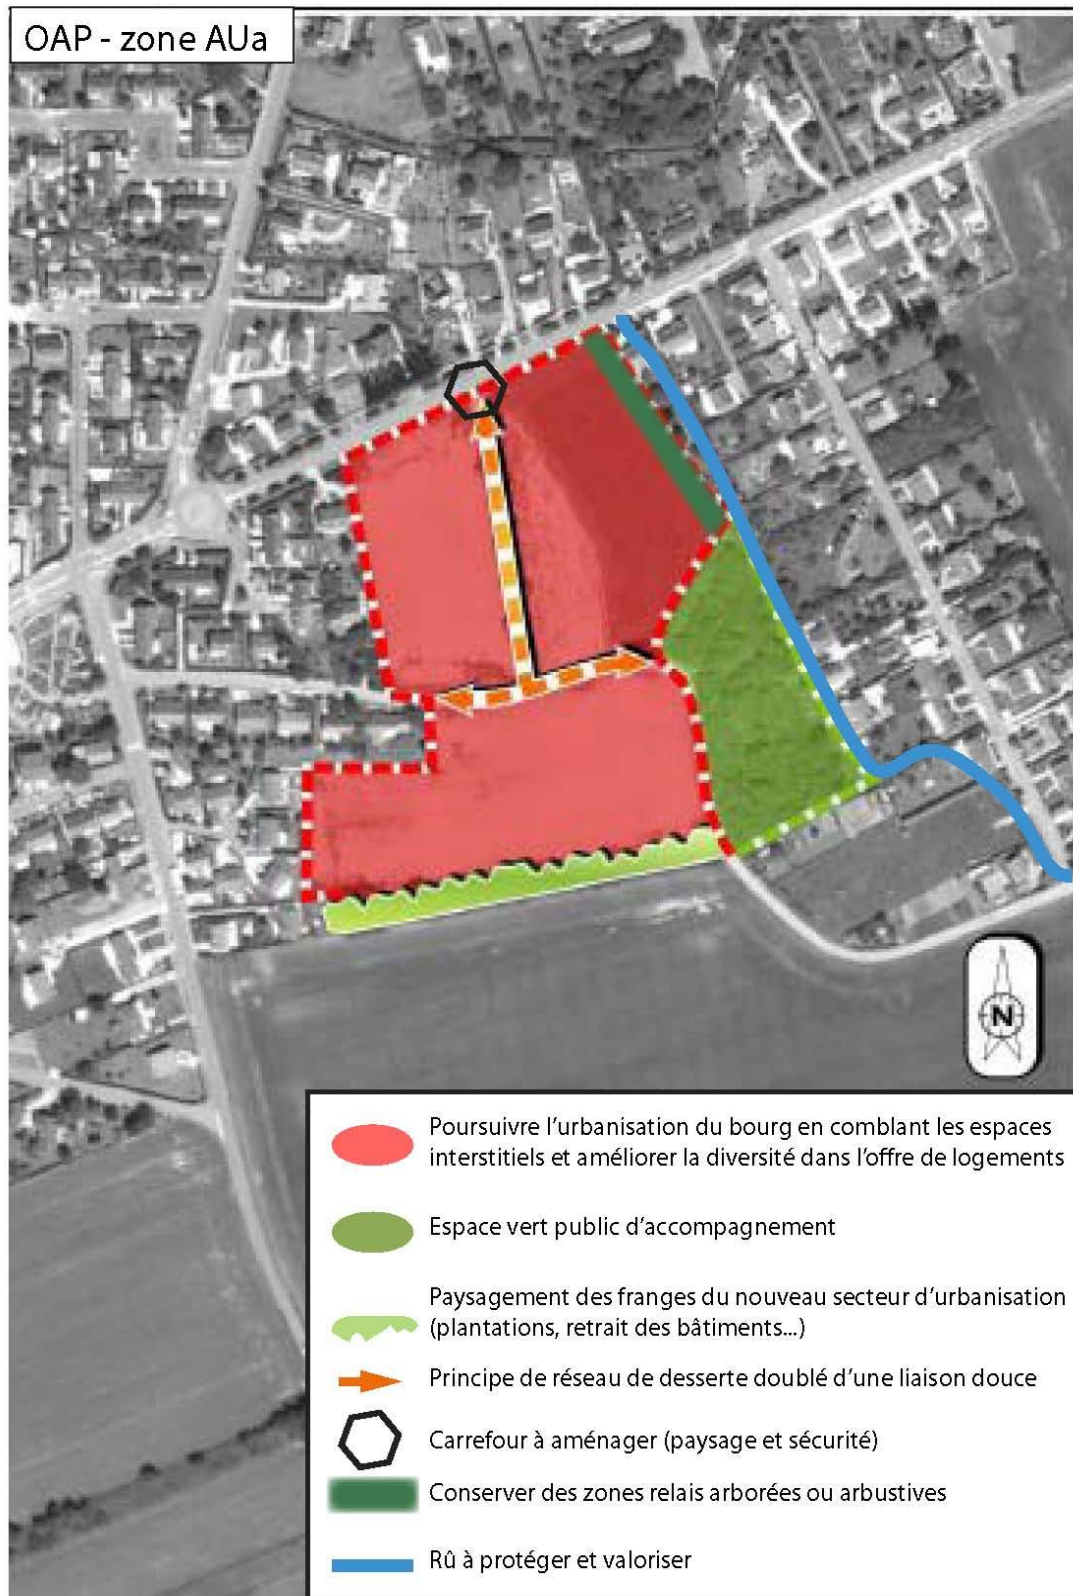 OAP - zone AUa
N
Poursuivre l'urbanisation du bourg en comblant les espaces
interstitiels et améliorer la diversité dans l'offre de logements
Espace vert public d'accompagnement
Paysagement des franges du nouveau secteur d'urbanisation
(plantations, retrait des bâtiments...)
Principe de réseau de desserte doublé d'une liaison douce
Carrefour à aménager (paysage et sécurité)
Conserver des zones relais arborées ou arbustives
Rû à protéger et valoriser